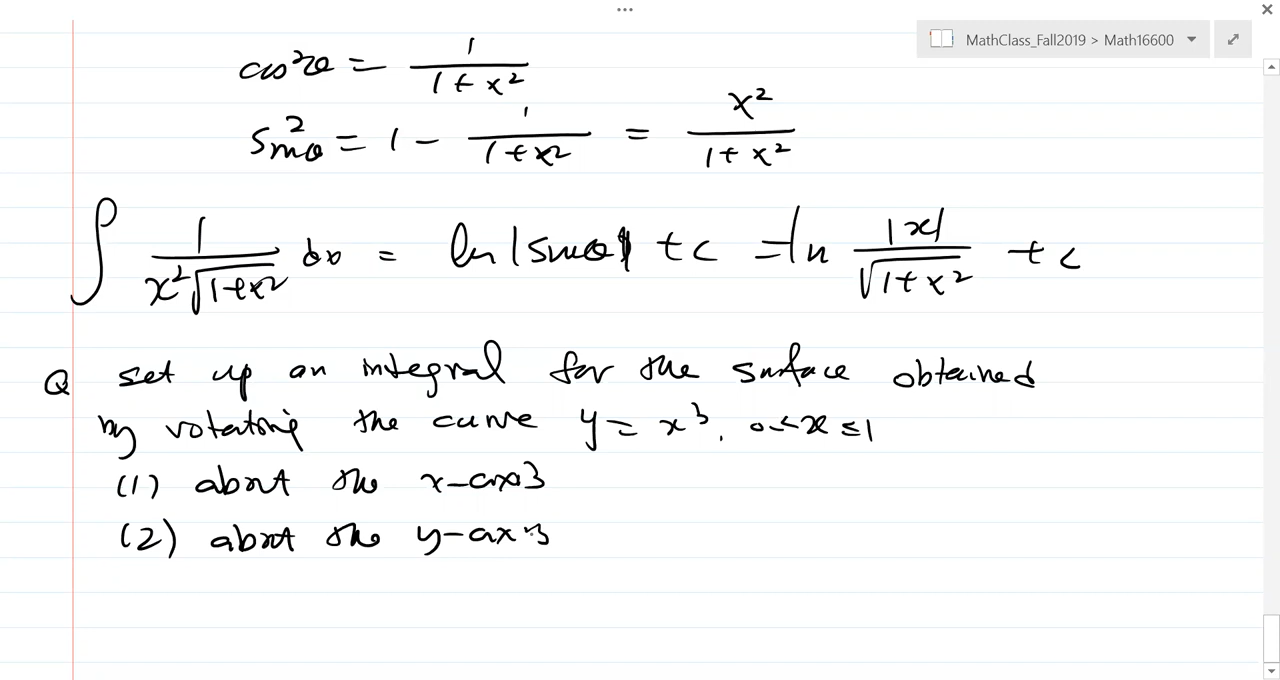 MathClass_Fall2019 > Math16600
cos²θ = 1/(1 + x²)
sin²θ = 1 - 1/(1+x²) = x²/(1+x²)
∫ 1/(x²√(1+x²)) dx = ln|sinθ| + c = ln |x|/√(1+x²) + c
Q set up an integral for the surface obtained
by rotating the curve y = x³, 0<x≤1
(1) about the x-axis
(2) about the y-axis